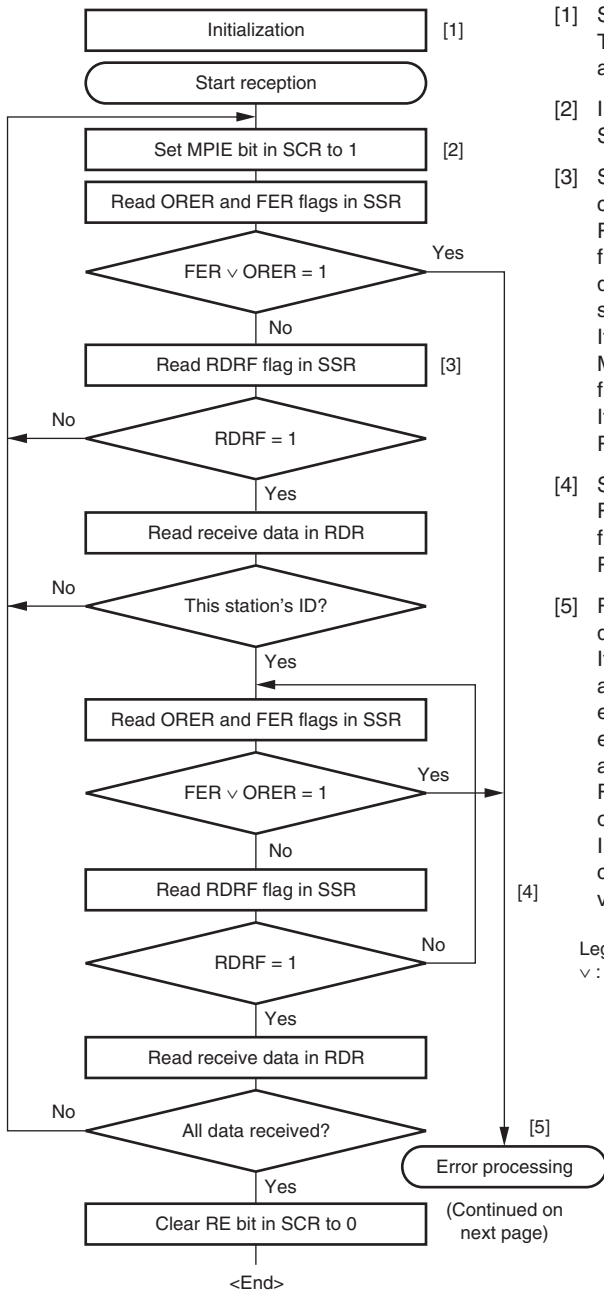 Initialization
[1]
Start reception
Set MPIE bit in SCR to 1
[2]
Read ORER and FER flags in SSR
FER ∨ ORER = 1
Yes
No
Read RDRF flag in SSR
[3]
RDRF = 1
No
Yes
Read receive data in RDR
This station's ID?
No
Yes
Read ORER and FER flags in SSR
FER ∨ ORER = 1
Yes
No
Read RDRF flag in SSR
[4]
RDRF = 1
No
Yes
Read receive data in RDR
All data received?
No
Yes
[5]
Error processing
(Continued on
next page)
Clear RE bit in SCR to 0
<End>
[1]
[2]
[3]
[4]
[5]
∨ :